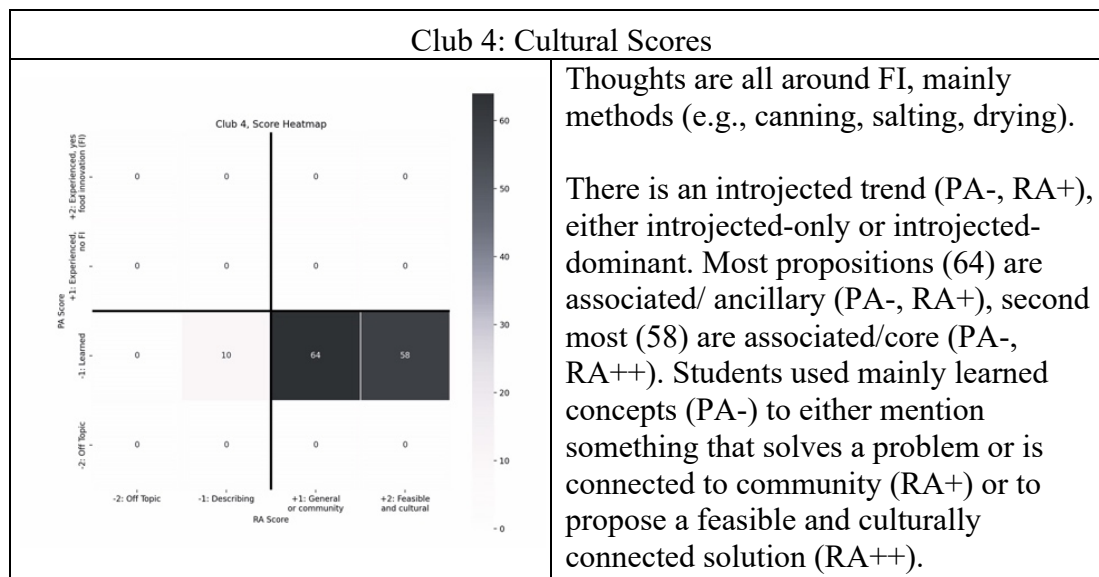 Club 4: Cultural Scores
Club 4, Score Heatmap
PA Score
+2: Experienced, yes
food innovation (FI)
0 0 0 0
+1: Experienced,
no FI
0 0 0 0
-1: Learned
0 10 64 58
-2: Off Topic
0 0 0 0
-2: Off Topic -1: Describing +1: General +2: Feasible
or community and cultural
RA Score
60
50
40
30
20
10
0
Thoughts are all around FI, mainly
methods (e.g., canning, salting, drying).
There is an introjected trend (PA-, RA+),
either introjected-only or introjected-
dominant. Most propositions (64) are
associated/ ancillary (PA-, RA+), second
most (58) are associated/core (PA-,
RA++). Students used mainly learned
concepts (PA-) to either mention
something that solves a problem or is
connected to community (RA+) or to
propose a feasible and culturally
connected solution (RA++).